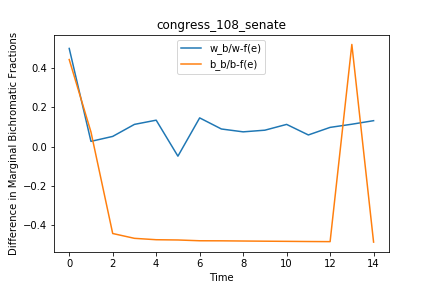 congress_108_senate
w_b/w-f(e)
b_b/b-f(e)
Difference in Marginal Bichromatic Fractions
0.4
0.2
0.0
−0.2
−0.4
0 2 4 6 8 10 12 14
Time